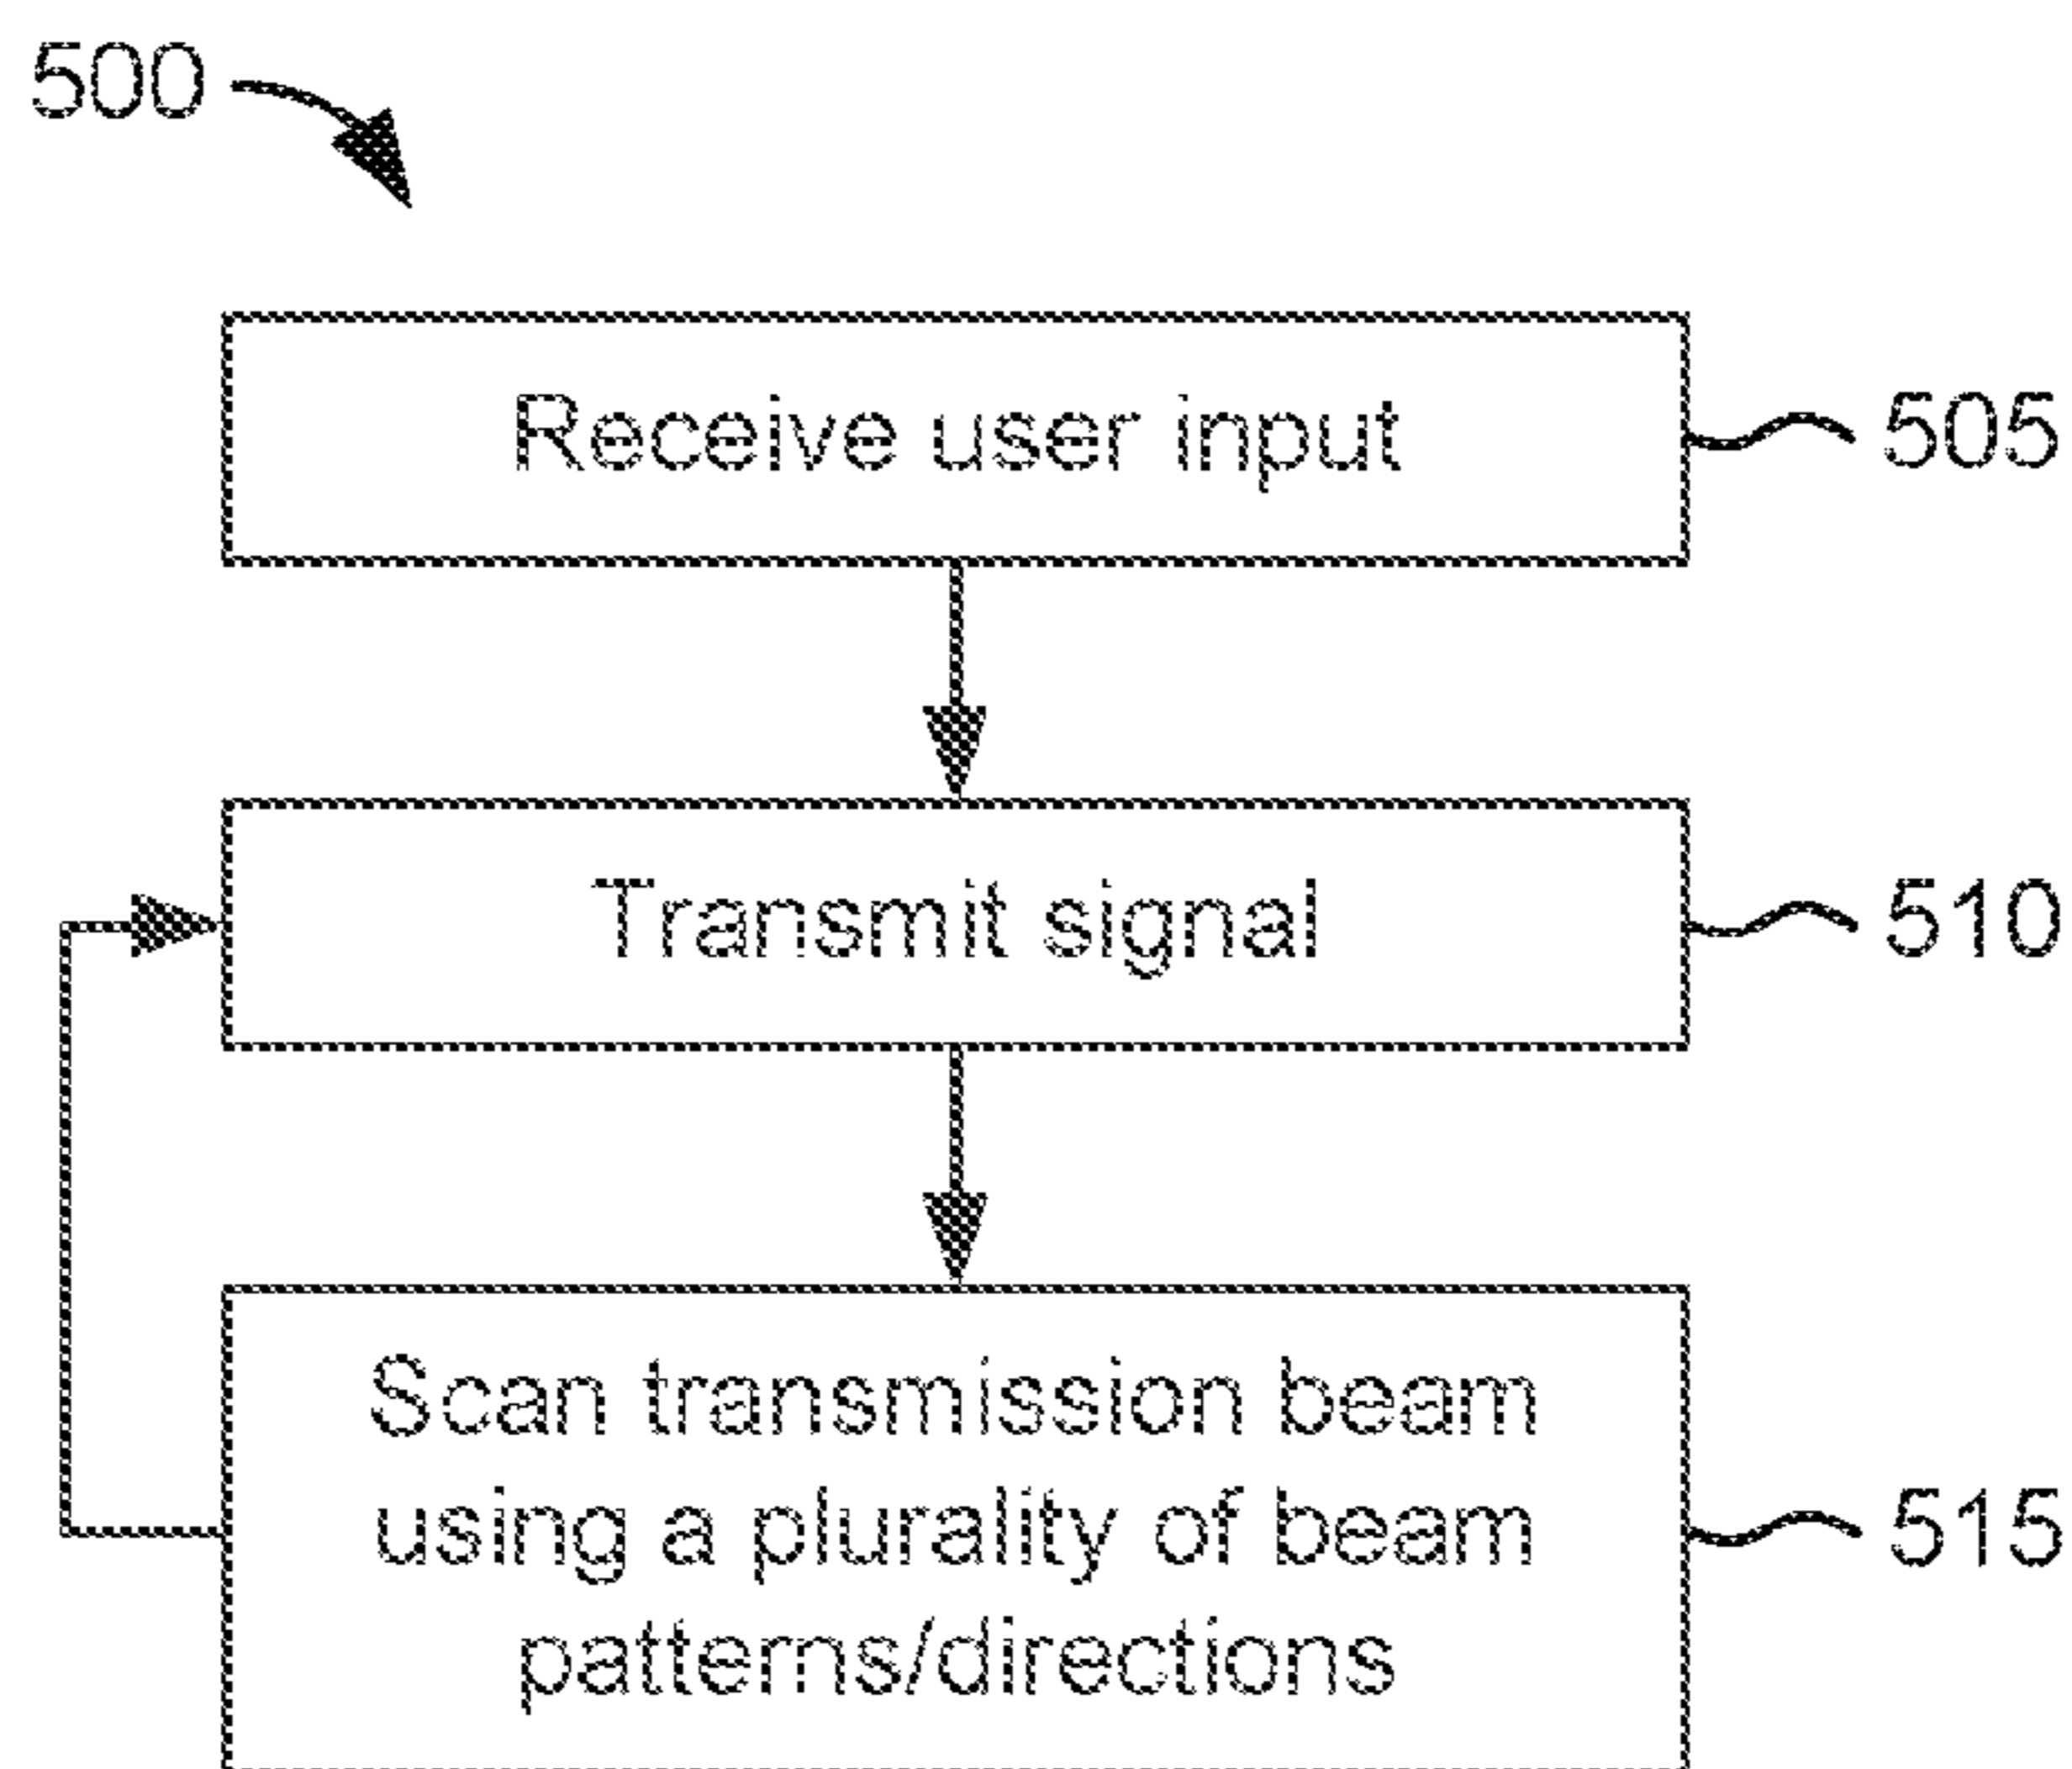 500
Receive user input
505
Transmit signal
510
Scan transmission beam
using a plurality of beam
patterns/directions
515